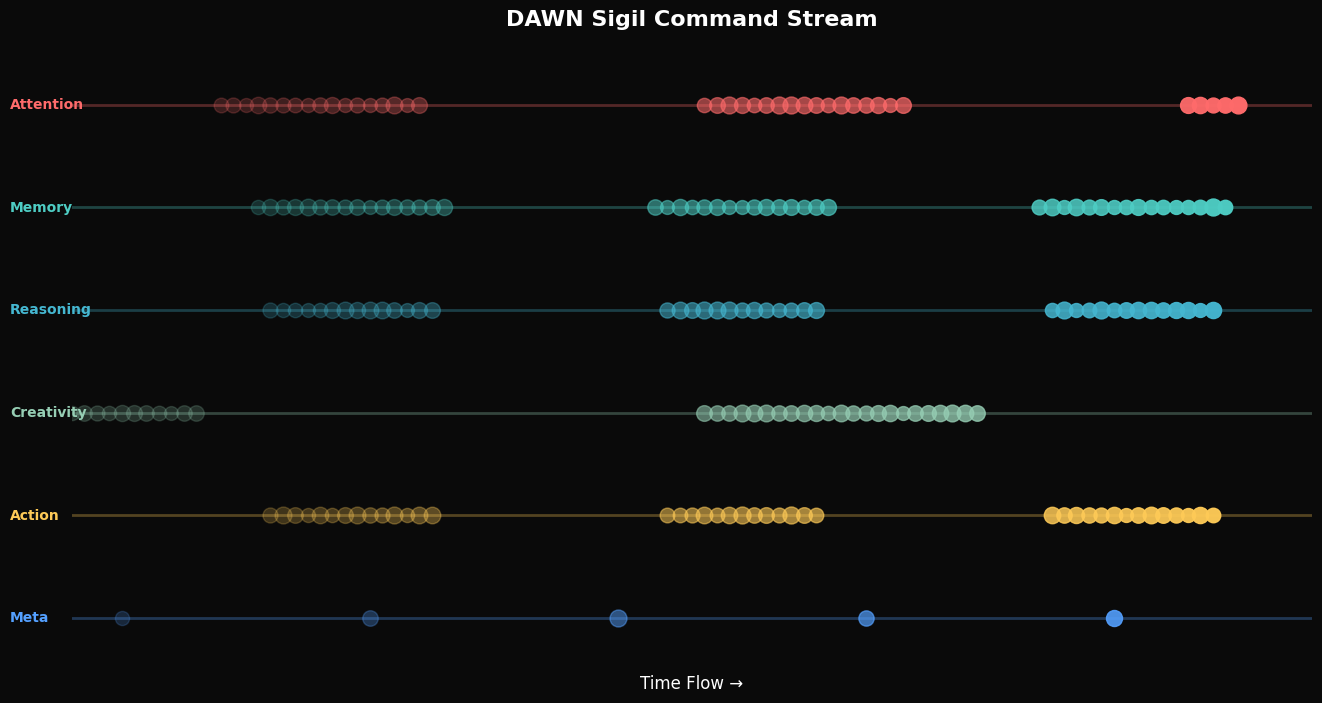 DAWN Sigil Command Stream
Attention
Memory
Reasoning
Creativity
Action
Meta
Time Flow →